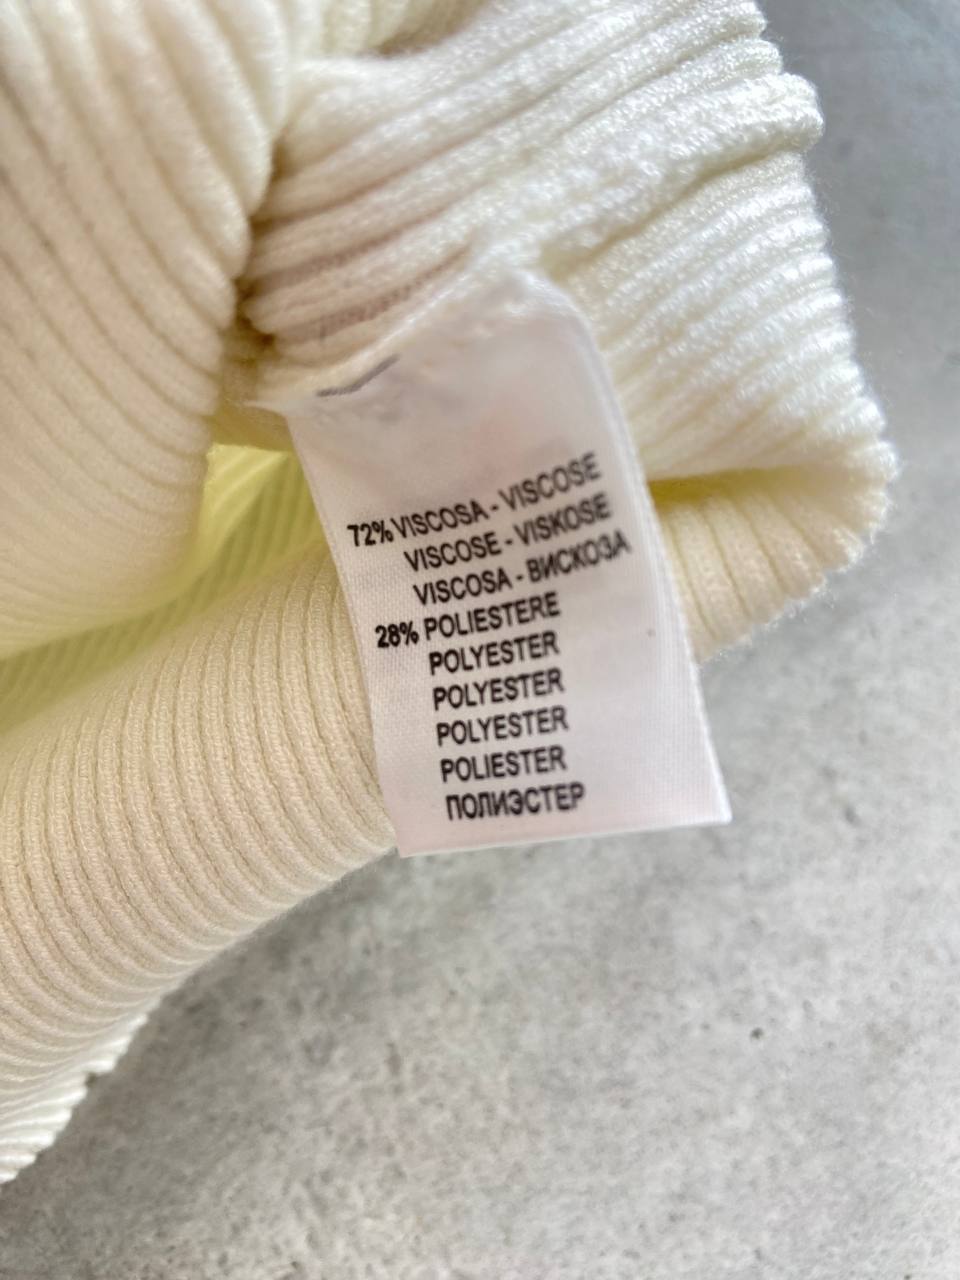 72% VISCOSA - VISCOSE
VISCOSE - VISKOSE
VISCOSA - ВИСКОЗА
28% POLIESTERE
POLYESTER
POLYESTER
POLYESTER
POLIESTER
ПОЛИЭСТЕР